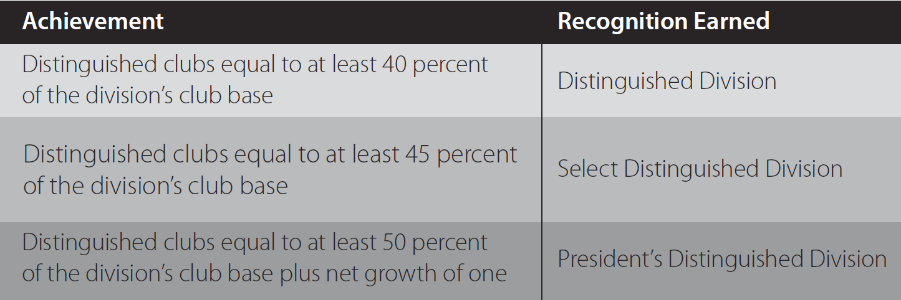 Achievement Recognition Earned
Distinguished clubs equal to at least 40 percent
of the division’s club base
Distinguished Division
Distinguished clubs equal to at least 45 percent
of the division’s club base
Select Distinguished Division
Distinguished clubs equal to at least 50 percent
of the division’s club base plus net growth of one
President’s Distinguished Division